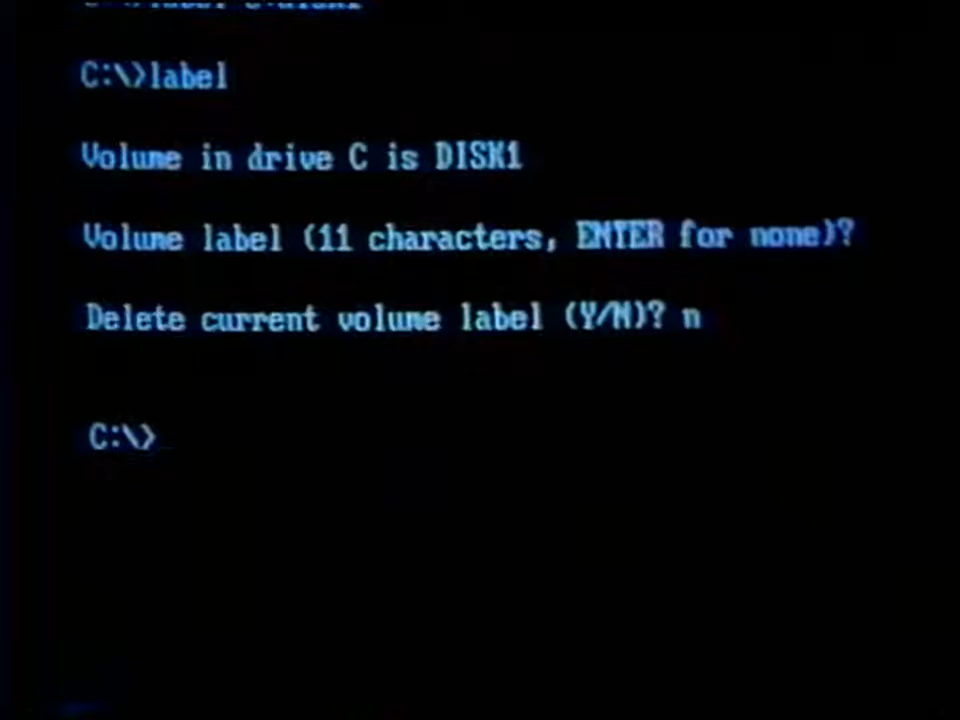 C:\>label
Volume in drive C is DISK1
Volume label (11 characters, ENTER for none)?
Delete current volume label (Y/N)? n
C:\>